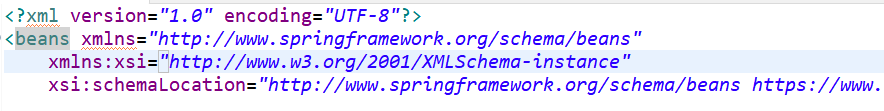 <?xml version="1.0" encoding="UTF-8"?>
<beans xmlns="http://www.springframework.org/schema/beans"
xmlns:xsi="http://www.w3.org/2001/XMLSchema-instance"
xsi:schemaLocation="http://www.springframework.org/schema/beans https://www.